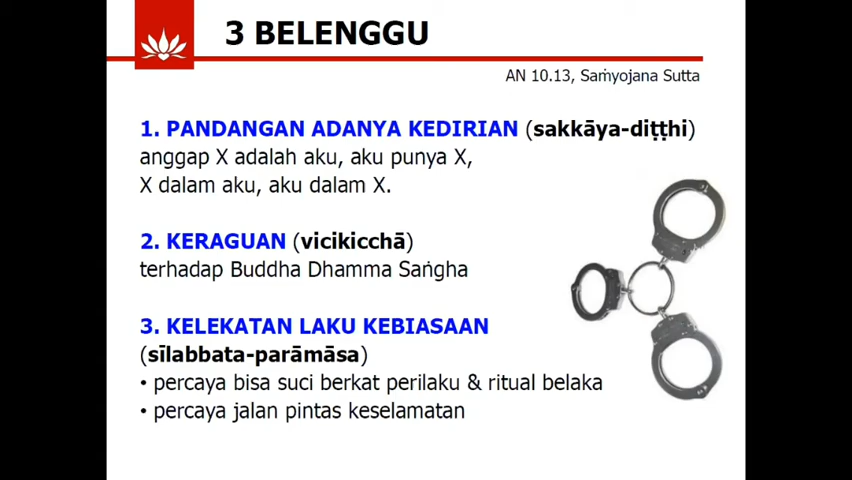 3 BELENGGU
AN 10.13, Saṁyojana Sutta
1. PANDANGAN ADANYA KEDIRIAN (sakkāya-diṭṭhi)
anggap X adalah aku, aku punya X,
X dalam aku, aku dalam X.
2. KERAGUAN (vicikicchā)
terhadap Buddha Dhamma Saṅgha
3. KELEKATAN LAKU KEBIASAAN
(sīlabbata-parāmāsa)
• percaya bisa suci berkat perilaku & ritual belaka
• percaya jalan pintas keselamatan